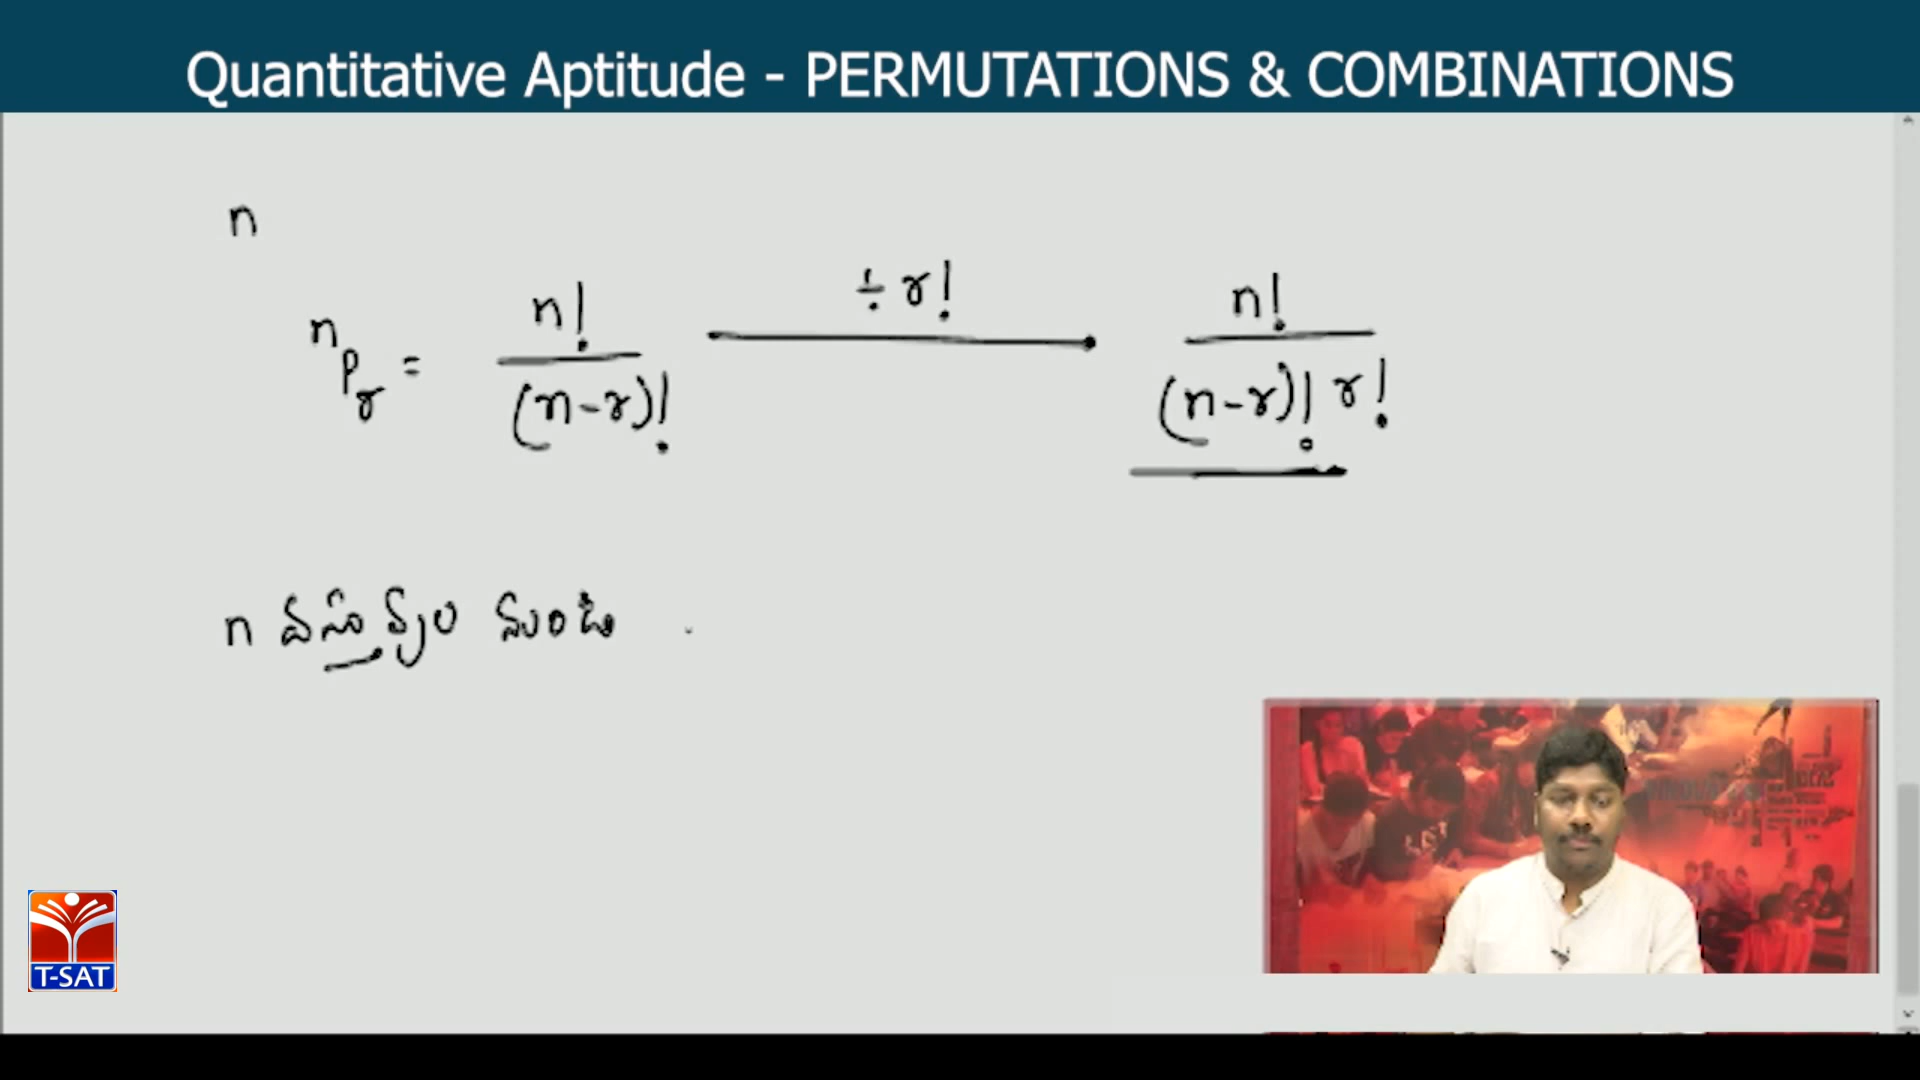 Quantitative Aptitude - PERMUTATIONS & COMBINATIONS
n
nPr = n!/(n-r)! ÷ r! n!/(n-r)! r!
n వస్తువుల నుండి
T-SAT